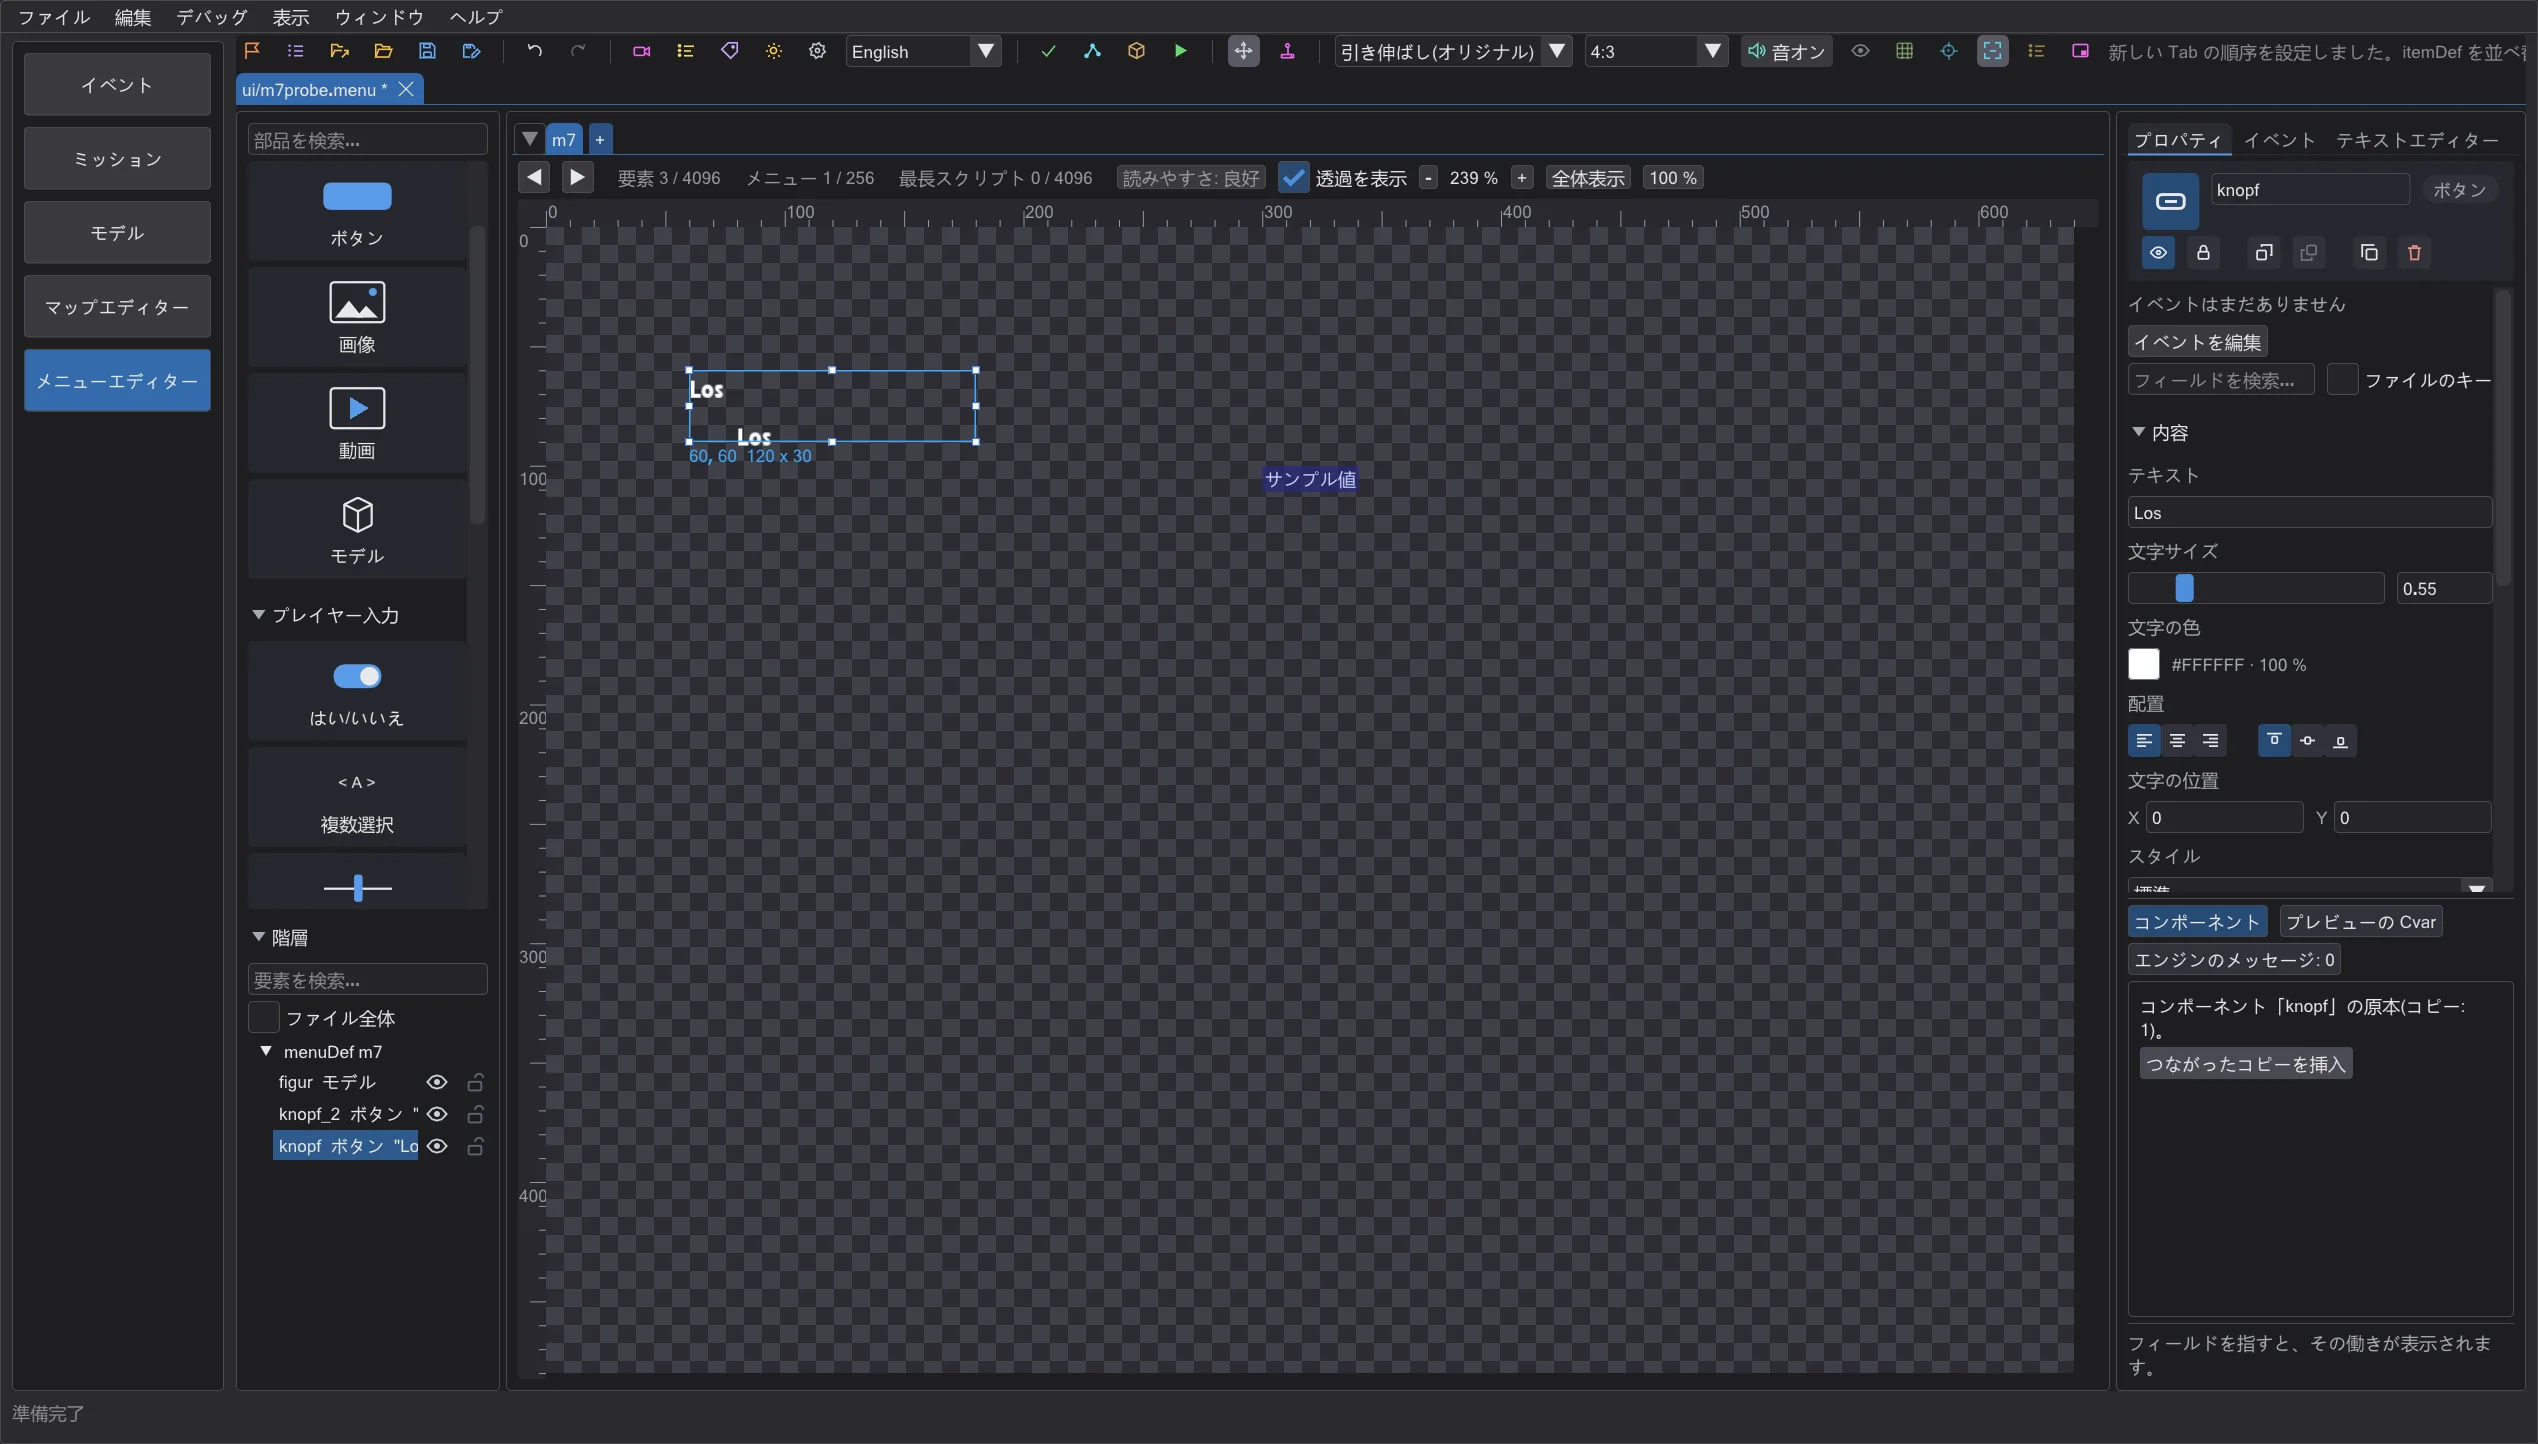 ファイル 編集 デバッグ 表示 ウィンドウ ヘルプ
English
引き伸ばし(オリジナル)
4:3
音オン
新しい Tab の順序を設定しました。itemDef を並べ
ui/m7probe.menu *
イベント
ミッション
モデル
マップエディター
メニューエディター
部品を検索...
ボタン
画像
動画
モデル
プレイヤー入力
はい/いいえ
< A >
複数選択
階層
要素を検索...
ファイル全体
menuDef m7
figur モデル
knopf_2 ボタン "
knopf ボタン "Lo
m7 +
要素 3 / 4096 メニュー 1 / 256 最長スクリプト 0 / 4096 読みやすさ: 良好 透過を表示 - 239 % + 全体表示 100 %
0 100 200 300 400 500 600
0
100
200
300
400
Los
Los
60, 60 120 x 30
サンプル値
プロパティ イベント テキストエディター
knopf ボタン
イベントはまだありません
イベントを編集
フィールドを検索... ファイルのキー
内容
テキスト
Los
文字サイズ
0.55
文字の色
#FFFFFF · 100 %
配置
文字の位置
X 0 Y 0
スタイル
標準
コンポーネント プレビューの Cvar
エンジンのメッセージ: 0
コンポーネント「knopf」の原本(コピー:
1)。
つながったコピーを挿入
フィールドを指すと、その働きが表示されま
す。
準備完了